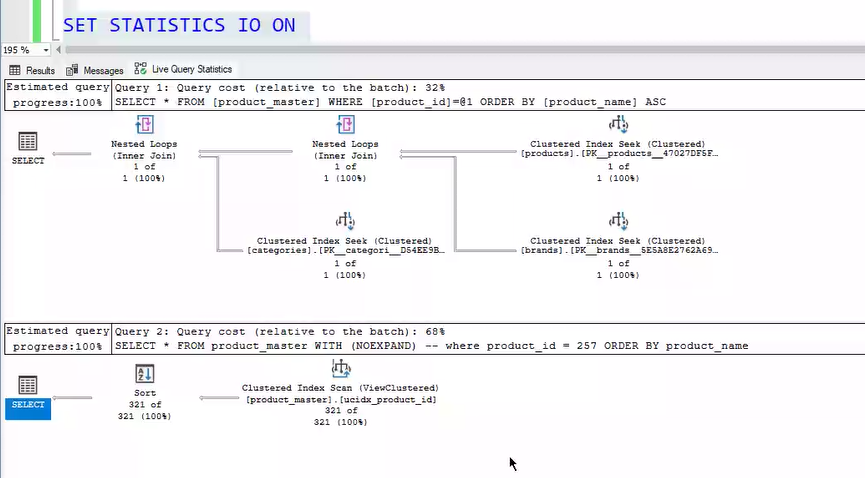 SET STATISTICS IO ON
195 %
Results Messages Live Query Statistics
Estimated query progress:100%
Query 1: Query cost (relative to the batch): 32%
SELECT * FROM [product_master] WHERE [product_id]=@1 ORDER BY [product_name] ASC
SELECT
Nested Loops
(Inner Join)
1 of
1 (100%)
Nested Loops
(Inner Join)
1 of
1 (100%)
Clustered Index Seek (Clustered)
[products].[PK__products__47027DF5F…
1 of
1 (100%)
Clustered Index Seek (Clustered)
[categories].[PK__categori__D54EE9B…
1 of
1 (100%)
Clustered Index Seek (Clustered)
[brands].[PK__brands__5E5A8E2762A69…
1 of
1 (100%)
Estimated query progress:100%
Query 2: Query cost (relative to the batch): 68%
SELECT * FROM product_master WITH (NOEXPAND) -- where product_id = 257 ORDER BY product_name
SELECT
Sort
321 of
321 (100%)
Clustered Index Scan (ViewClustered)
[product_master].[ucidx_product_id]
321 of
321 (100%)